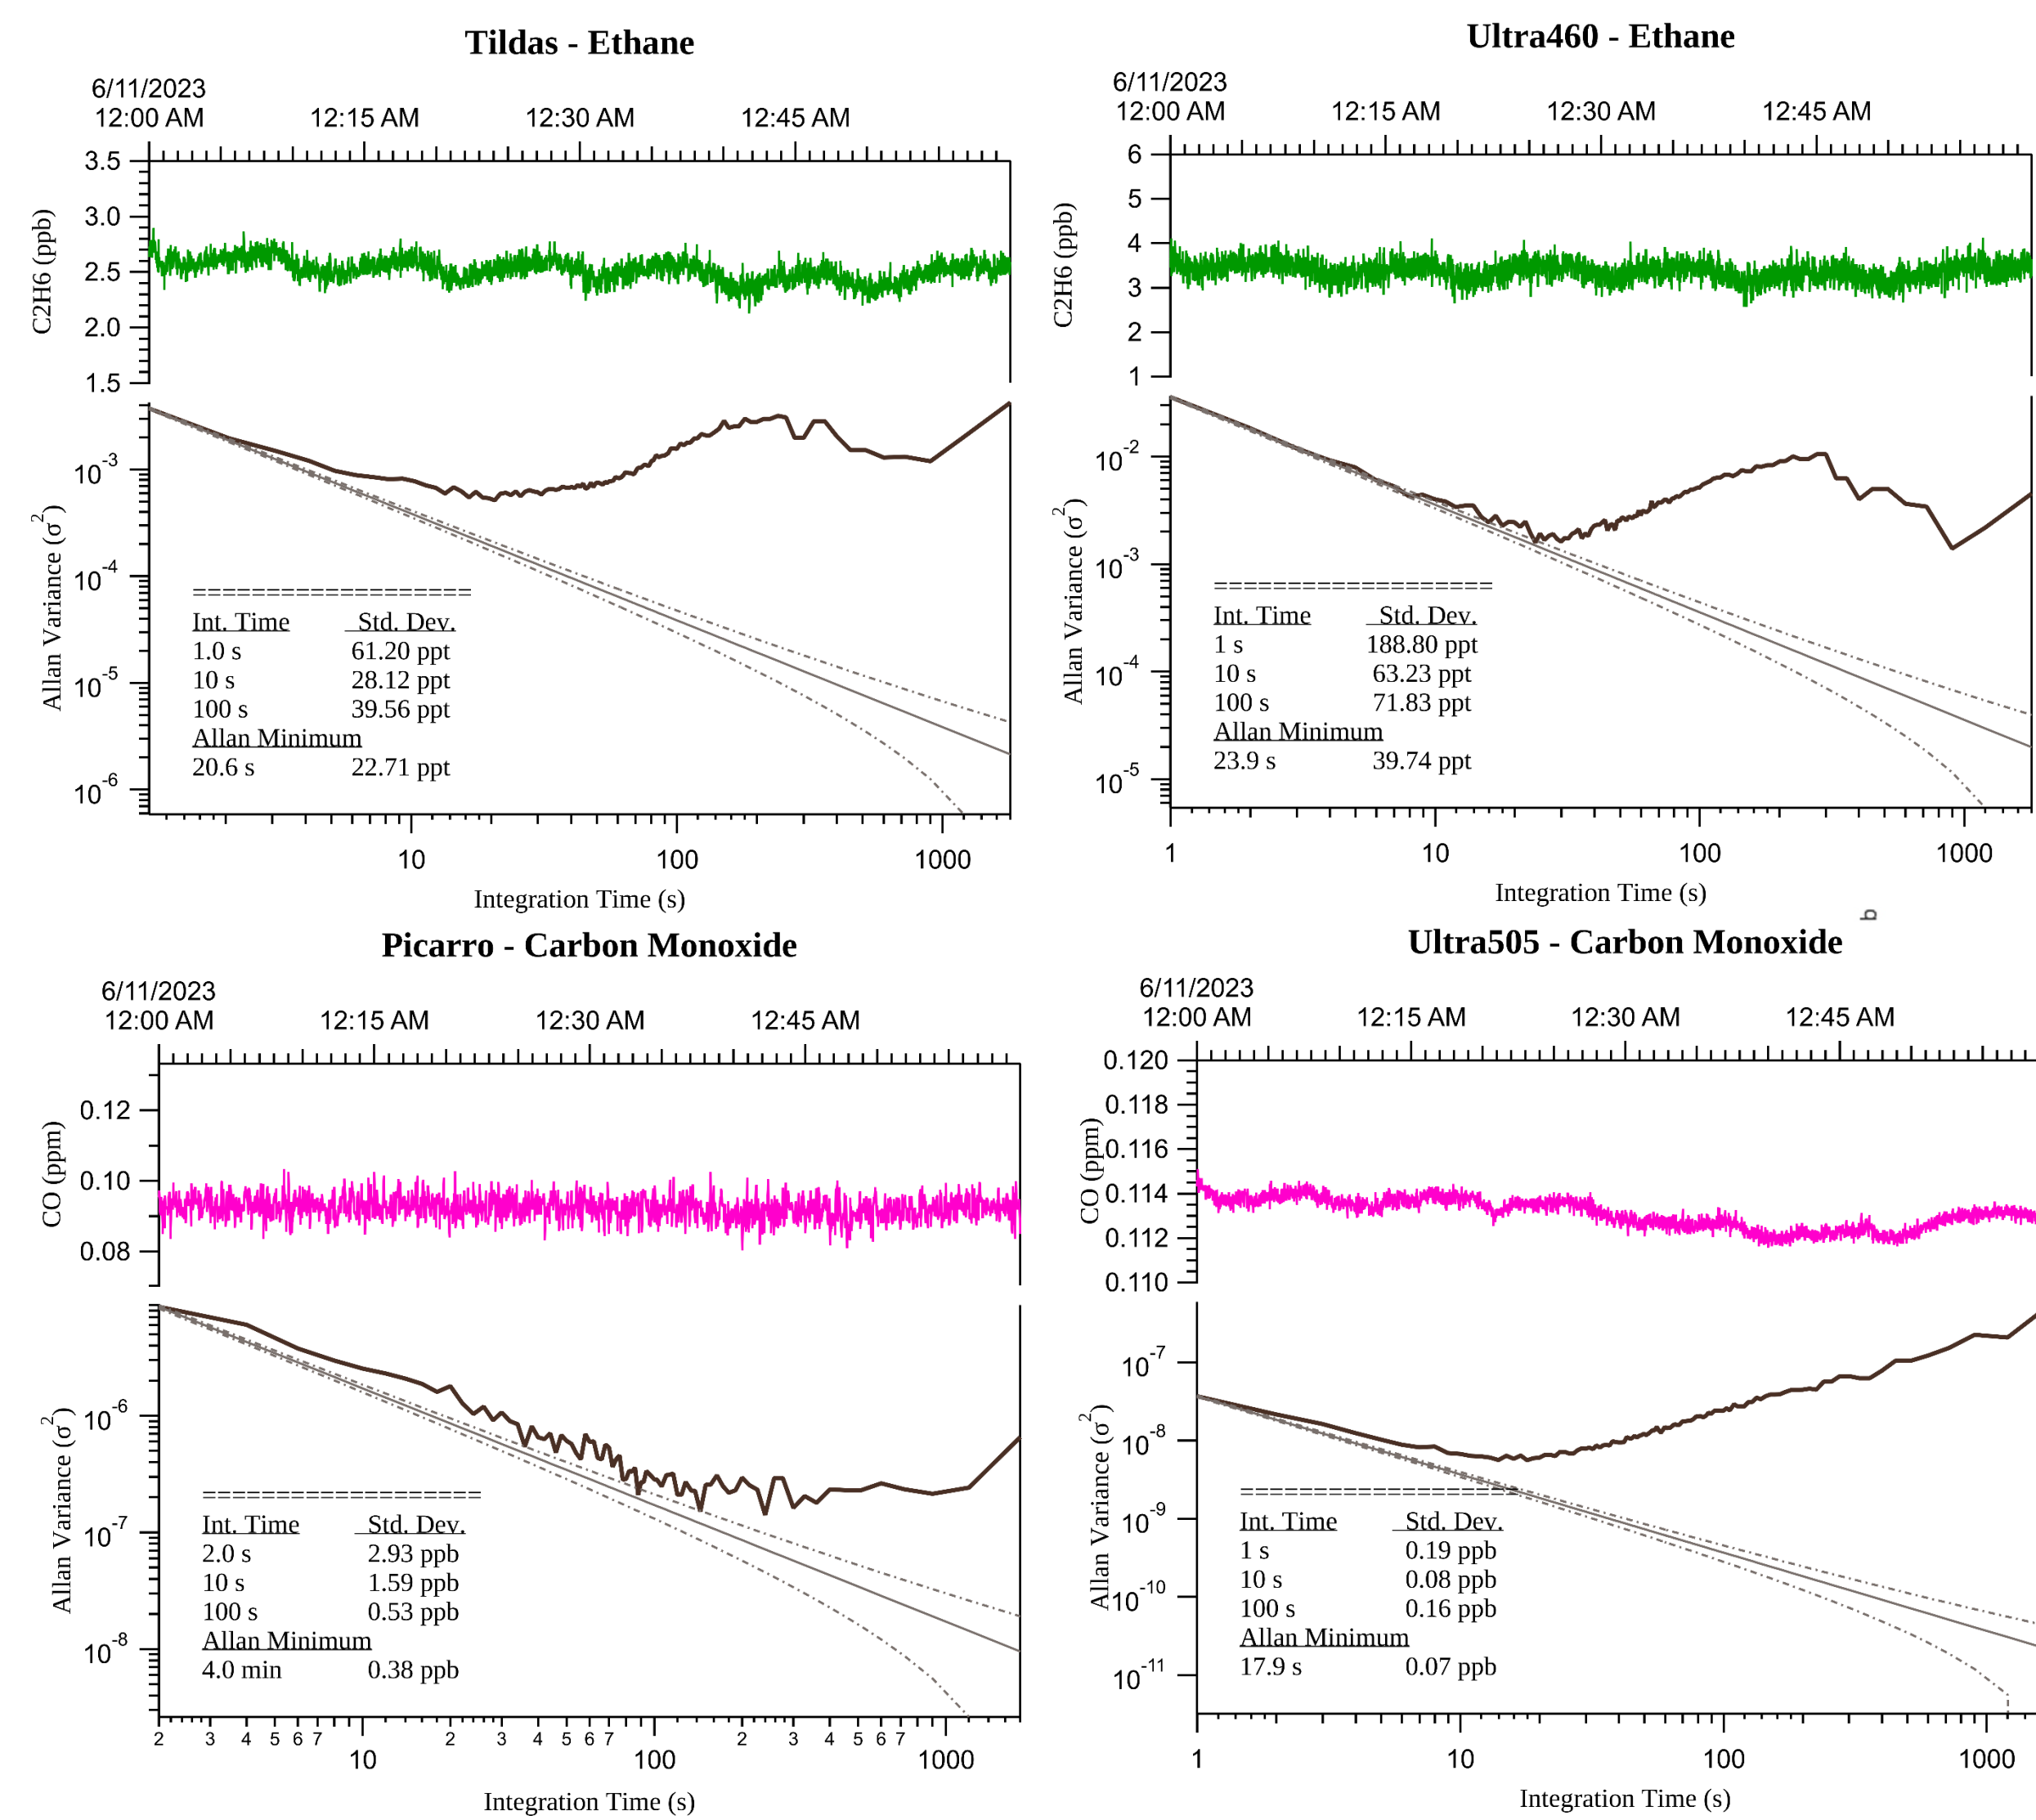 Tildas - Ethane
6/11/2023
12:00 AM 12:15 AM 12:30 AM 12:45 AM
3.5
3.0
2.5
2.0
1.5
C2H6 (ppb)
10-3
10-4
10-5
10-6
Allan Variance (σ2)
Int. Time Std. Dev.
1.0 s 61.20 ppt
10 s 28.12 ppt
100 s 39.56 ppt
Allan Minimum
20.6 s 22.71 ppt
10 100 1000
Integration Time (s)
Ultra460 - Ethane
6/11/2023
12:00 AM 12:15 AM 12:30 AM 12:45 AM
6
5
4
3
2
1
C2H6 (ppb)
10-2
10-3
10-4
10-5
Allan Variance (σ2)
Int. Time Std. Dev.
1 s 188.80 ppt
10 s 63.23 ppt
100 s 71.83 ppt
Allan Minimum
23.9 s 39.74 ppt
1 10 100 1000
Integration Time (s)
b
Picarro - Carbon Monoxide
6/11/2023
12:00 AM 12:15 AM 12:30 AM 12:45 AM
0.12
0.10
0.08
CO (ppm)
10-6
10-7
10-8
Allan Variance (σ2)
Int. Time Std. Dev.
2.0 s 2.93 ppb
10 s 1.59 ppb
100 s 0.53 ppb
Allan Minimum
4.0 min 0.38 ppb
2 3 4 5 6 7 10 2 3 4 5 6 7 100 2 3 4 5 6 7 1000
Integration Time (s)
Ultra505 - Carbon Monoxide
6/11/2023
12:00 AM 12:15 AM 12:30 AM 12:45 AM
0.120
0.118
0.116
0.114
0.112
0.110
CO (ppm)
10-7
10-8
10-9
10-10
10-11
Allan Variance (σ2)
Int. Time Std. Dev.
1 s 0.19 ppb
10 s 0.08 ppb
100 s 0.16 ppb
Allan Minimum
17.9 s 0.07 ppb
1 10 100 1000
Integration Time (s)